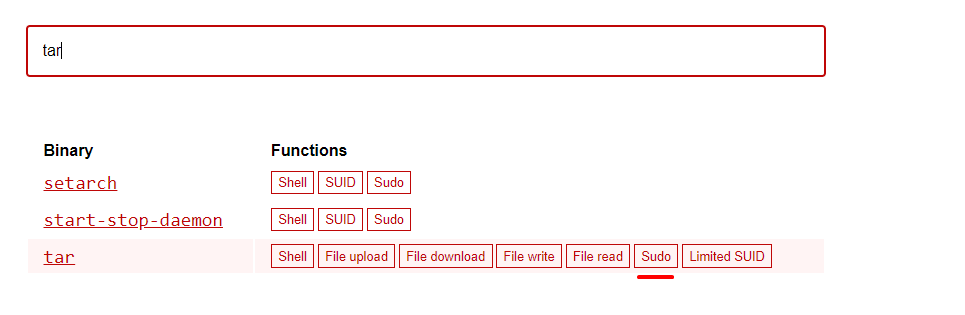 tar
Binary Functions
setarch Shell SUID Sudo
start-stop-daemon Shell SUID Sudo
tar Shell File upload File download File write File read Sudo Limited SUID